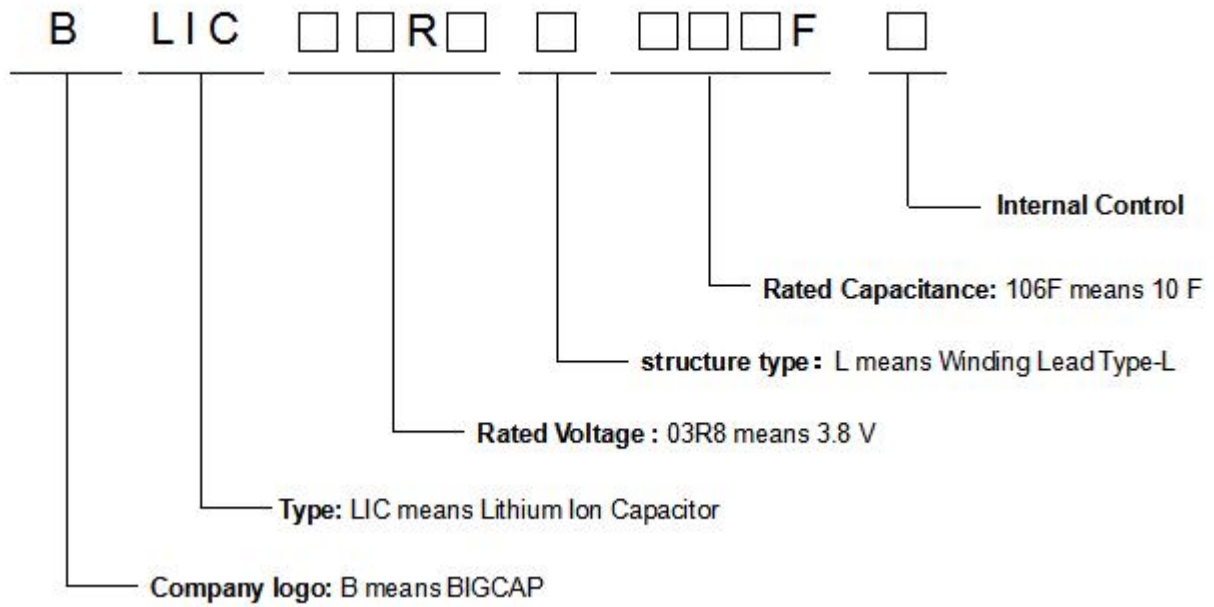 B LIC □□R□ □ □□□F □
Internal Control
Rated Capacitance: 106F means 10 F
structure type： L means Winding Lead Type-L
Rated Voltage : 03R8 means 3.8 V
Type: LIC means Lithium Ion Capacitor
Company logo: B means BIGCAP